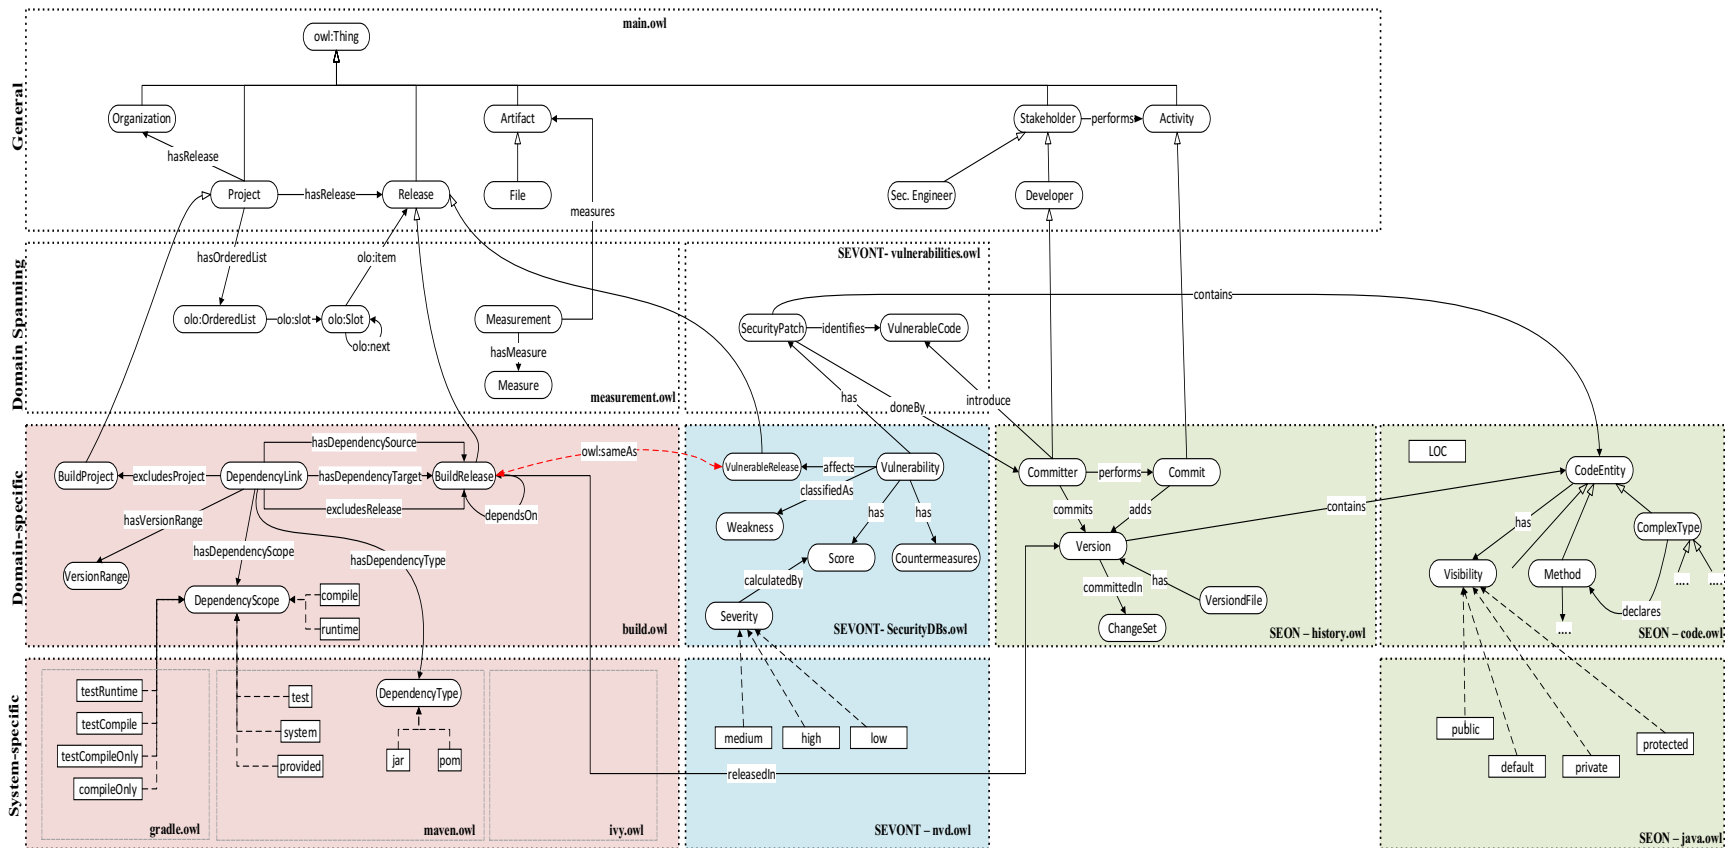 General
main.owl
owl:Thing
Organization
Artifact
Stakeholder
performs
Activity
hasRelease
Project
hasRelease
Release
File
measures
Sec. Engineer
Developer
Domain Spanning
SEVONT- vulnerabilities.owl
hasOrderedList
olo:item
olo:OrderedList
olo:slot
olo:Slot
olo:next
Measurement
hasMeasure
Measure
measurement.owl
contains
SecurityPatch
identifies
VulnerableCode
has
doneBy
introduce
Domain-specific
hasDependencySource
owl:sameAs
BuildProject
excludesProject
DependencyLink
hasDependencyTarget
BuildRelease
excludesRelease
dependsOn
hasVersionRange
hasDependencyScope
hasDependencyType
VersionRange
DependencyScope
compile
runtime
build.owl
VulnerableRelease
affects
Vulnerability
classifiedAs
Weakness
has
has
Score
Countermeasures
calculatedBy
Severity
SEVONT- SecurityDBs.owl
Committer
performs
Commit
commits
adds
Version
contains
committedIn
has
VersiondFile
ChangeSet
SEON – history.owl
LOC
CodeEntity
has
ComplexType
Visibility
Method
....
....
declares
....
SEON – code.owl
System-specific
testRuntime
testCompile
testCompileOnly
compileOnly
gradle.owl
test
system
provided
DependencyType
jar
pom
maven.owl
ivy.owl
medium
high
low
releasedIn
SEVONT – nvd.owl
public
default
private
protected
SEON – java.owl